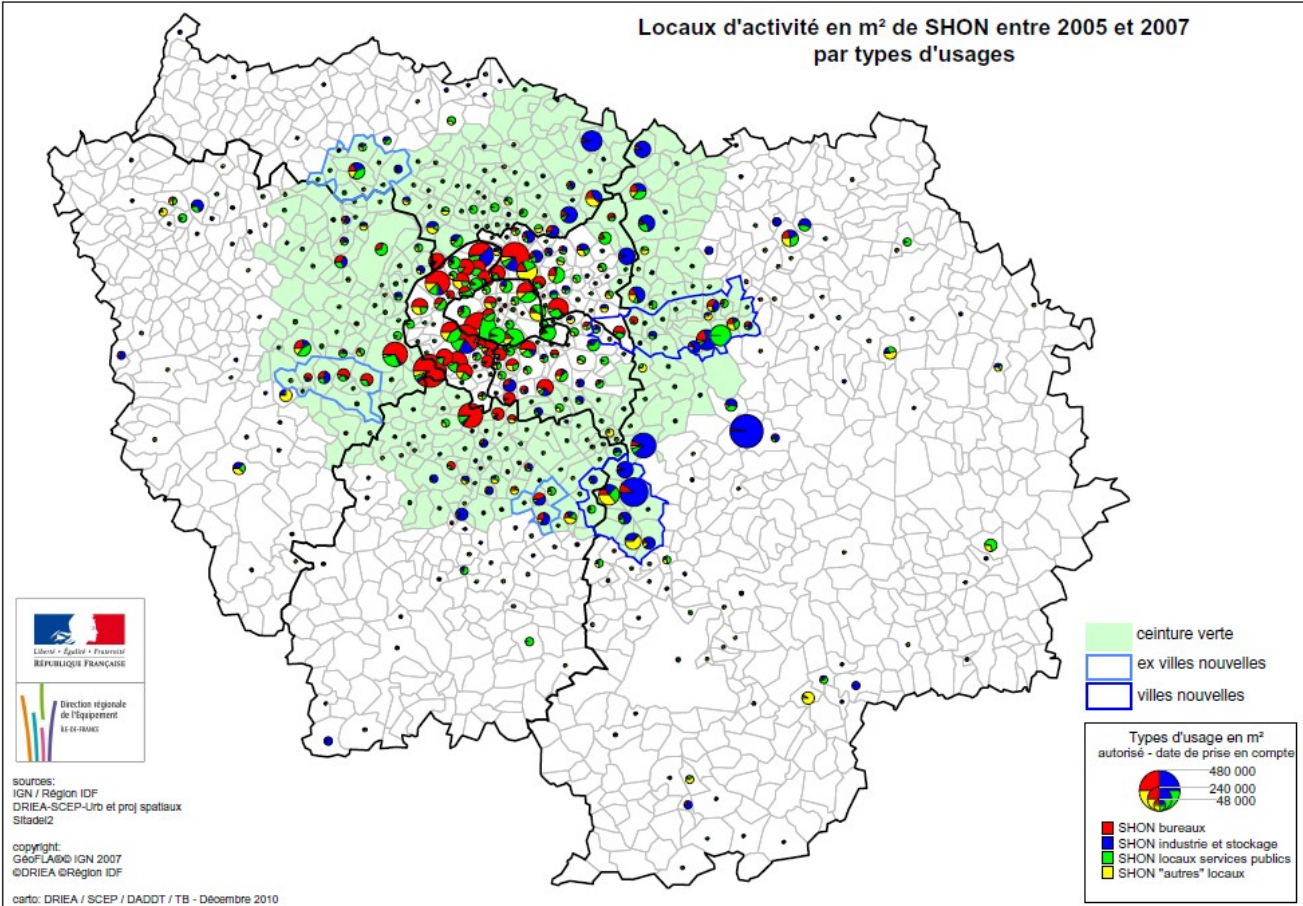 Locaux d'activité en m² de SHON entre 2005 et 2007
par types d'usages
Liberté • Égalité • Fraternité
RÉPUBLIQUE FRANÇAISE
Direction régionale
de l'Equipement
ÎLE-DE-FRANCE
sources:
IGN / Région IDF
DRIEA-SCEP-Urb et proj spatiaux
Sitadel2
copyright:
GéoFLA®© IGN 2007
©DRIEA ©Région IDF
carto: DRIEA / SCEP / DADDT / TB - Décembre 2010
ceinture verte
ex villes nouvelles
villes nouvelles
Types d'usage en m²
autorisé - date de prise en compte
480 000
240 000
48 000
SHON bureaux
SHON industrie et stockage
SHON locaux services publics
SHON "autres" locaux